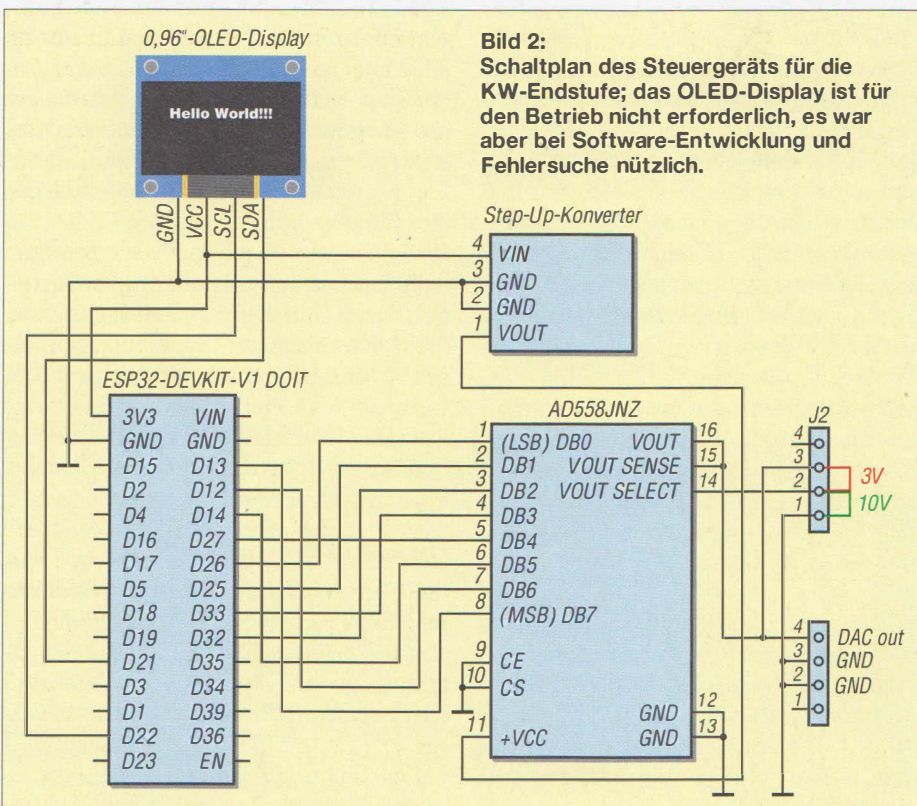 0,96"-OLED-Display
Hello World!!!
GND
VCC
SCL
SDA
Bild 2:
Schaltplan des Steuergeräts für die
KW-Endstufe; das OLED-Display ist für
den Betrieb nicht erforderlich, es war
aber bei Software-Entwicklung und
Fehlersuche nützlich.
Step-Up-Konverter
4 VIN
3 GND
2 GND
1 VOUT
ESP32-DEVKIT-V1 DOIT
3V3 VIN
GND GND
D15 D13
D2 D12
D4 D14
D16 D27
D17 D26
D5 D25
D18 D33
D19 D32
D21 D35
D3 D34
D1 D39
D22 D36
D23 EN
AD558JNZ
1 (LSB) DB0 VOUT 16
2 DB1 VOUT SENSE 15
3 DB2 VOUT SELECT 14
4 DB3
5 DB4
6 DB5
7 DB6
8 (MSB) DB7
9 CE
10 CS
GND 12
11 +VCC GND 13
J2
4
3
2
1
3V
10V
4 DAC out
3 GND
2 GND
1